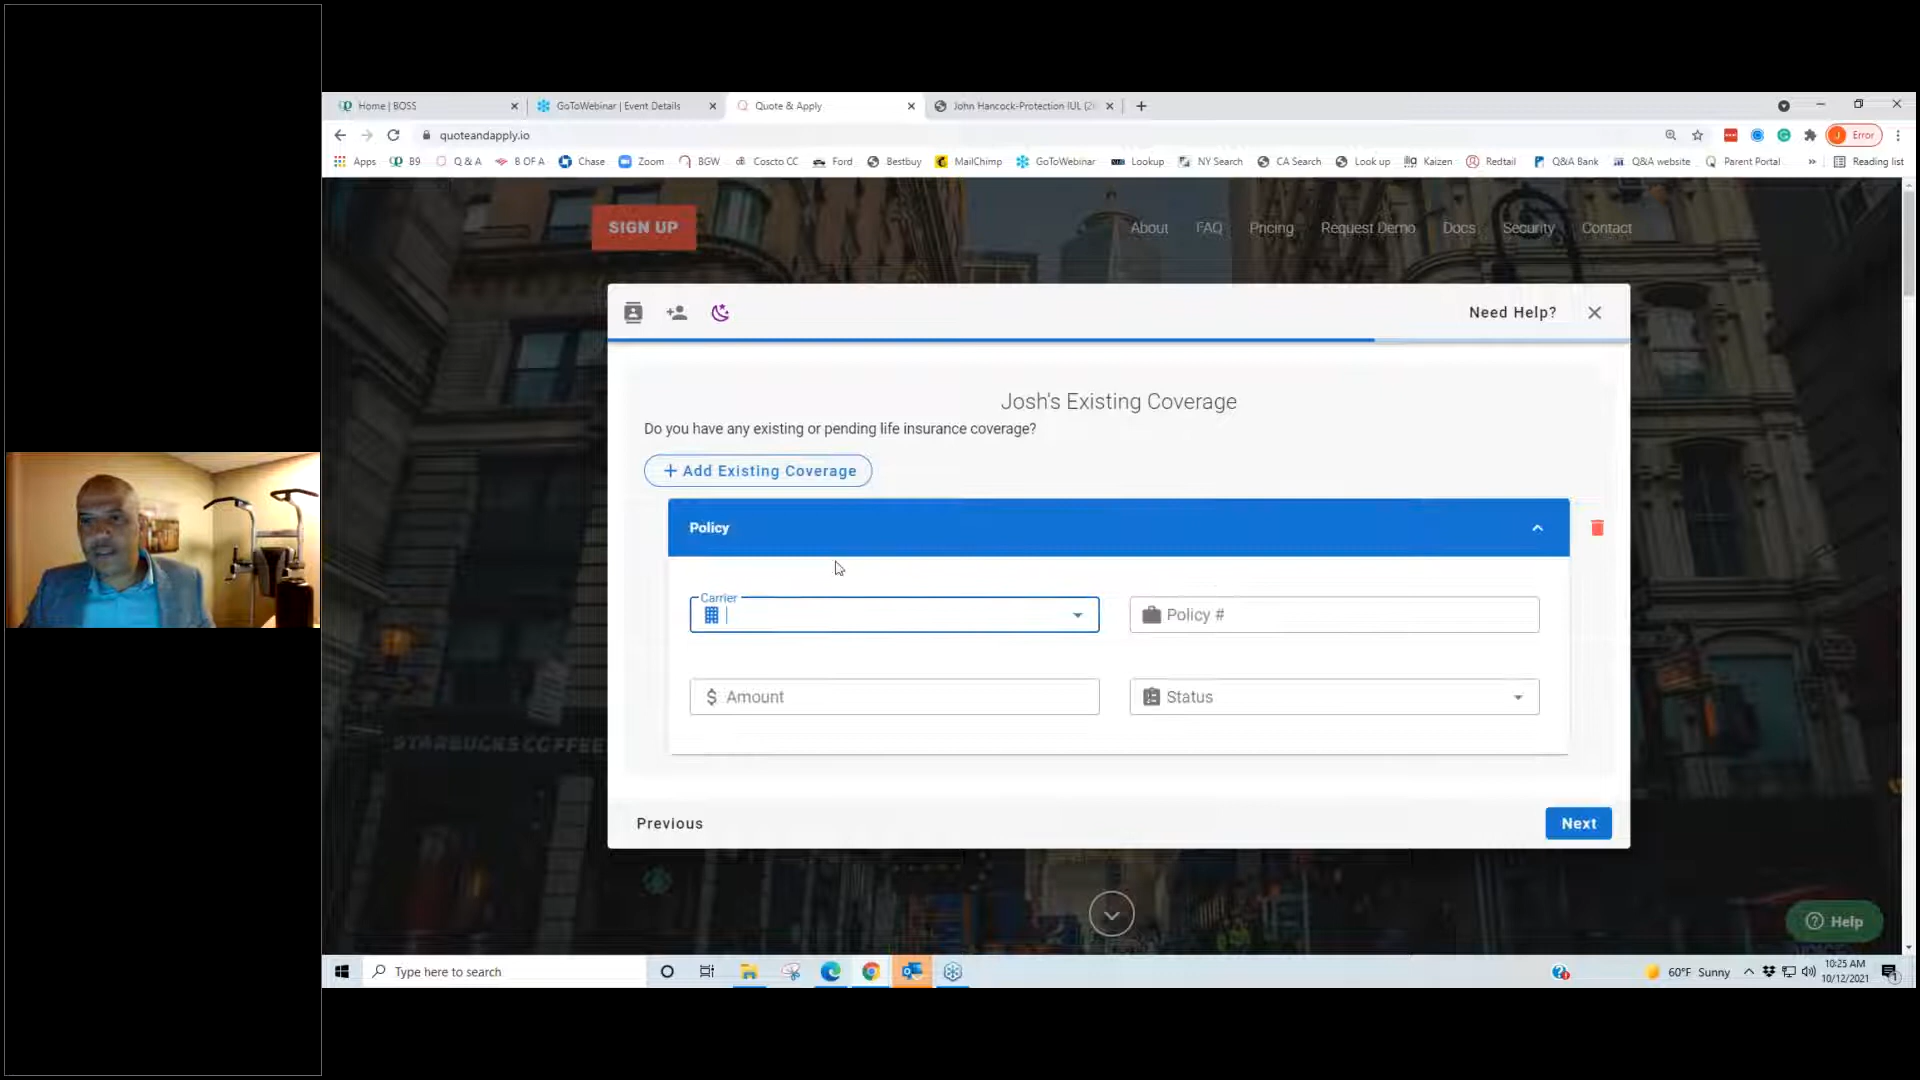 Home | BOSS
GoToWebinar | Event Details
Quote & Apply
John Hancock-Protection IUL (2
quoteandapply.io
Error
Apps
B9
Q & A
B OF A
Chase
Zoom
BGW
Coscto CC
Ford
Bestbuy
MailChimp
GoToWebinar
Lookup
NY Search
CA Search
Look up
Kaizen
Redtail
Q&A Bank
Q&A website
Parent Portal
»
Reading list
SIGN UP
About
FAQ
Pricing
Request Demo
Docs
Security
Contact
Need Help?
Josh's Existing Coverage
Do you have any existing or pending life insurance coverage?
+ Add Existing Coverage
Policy
Carrier
Policy #
$ Amount
Status
STARBUCKS COFFEE
Previous
Next
Help
Type here to search
60°F Sunny
10:25 AM
10/12/2021